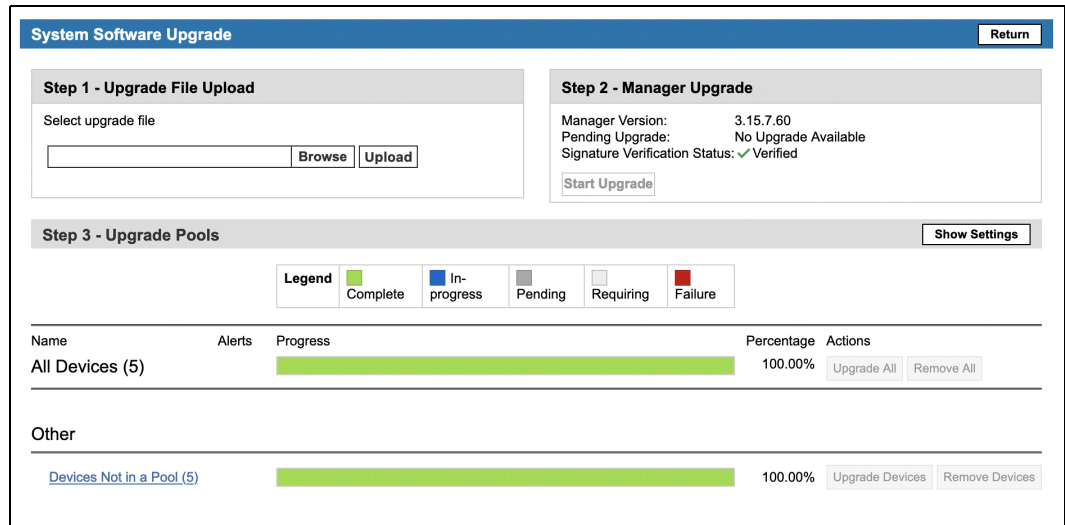 System Software Upgrade
Return
Step 1 - Upgrade File Upload
Select upgrade file
Browse
Upload
Step 2 - Manager Upgrade
Manager Version: 3.15.7.60
Pending Upgrade: No Upgrade Available
Signature Verification Status: Verified
Start Upgrade
Step 3 - Upgrade Pools
Show Settings
Legend
Complete
In-
progress
Pending
Requiring
Failure
Name Alerts Progress Percentage Actions
All Devices (5) 100.00% Upgrade All Remove All
Other
Devices Not in a Pool (5) 100.00% Upgrade Devices Remove Devices